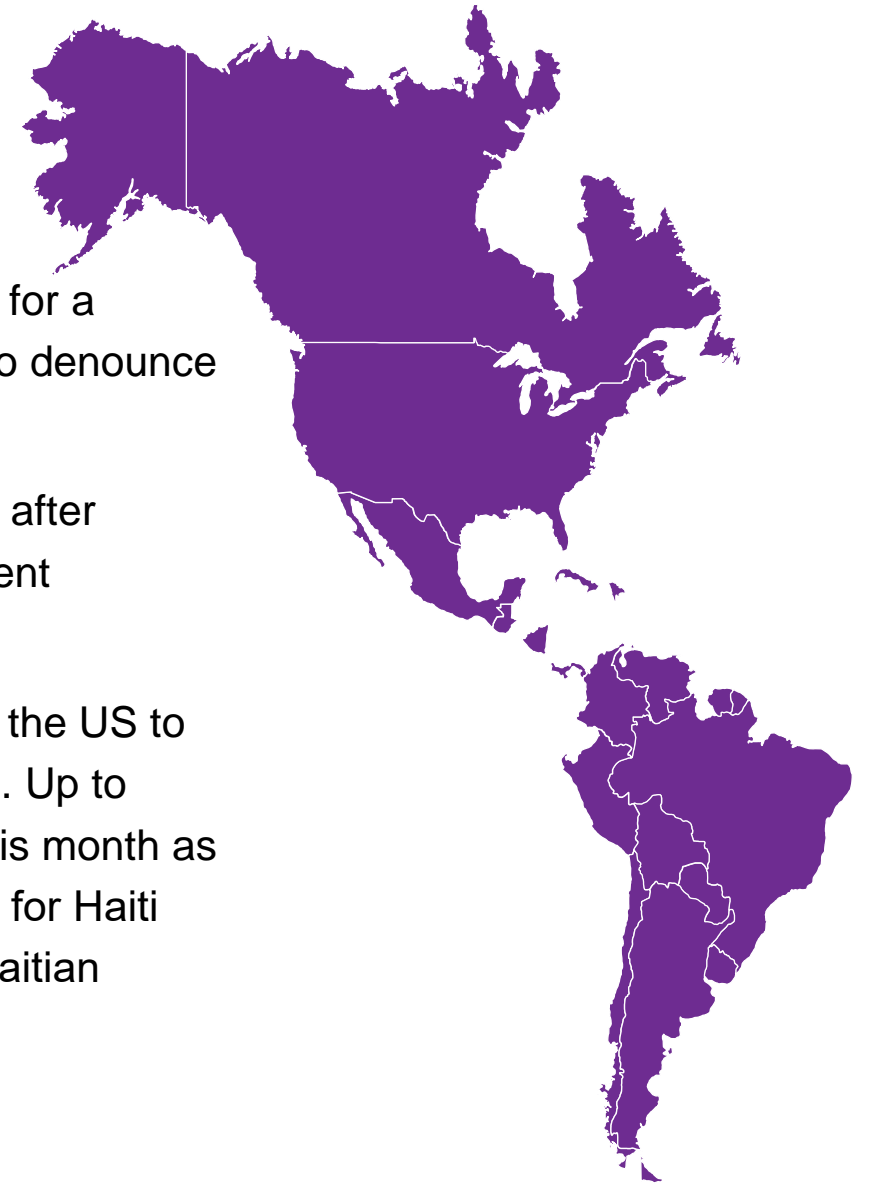 for a
o denounce
after
ent
the US to
. Up to
is month as
for Haiti
aitian